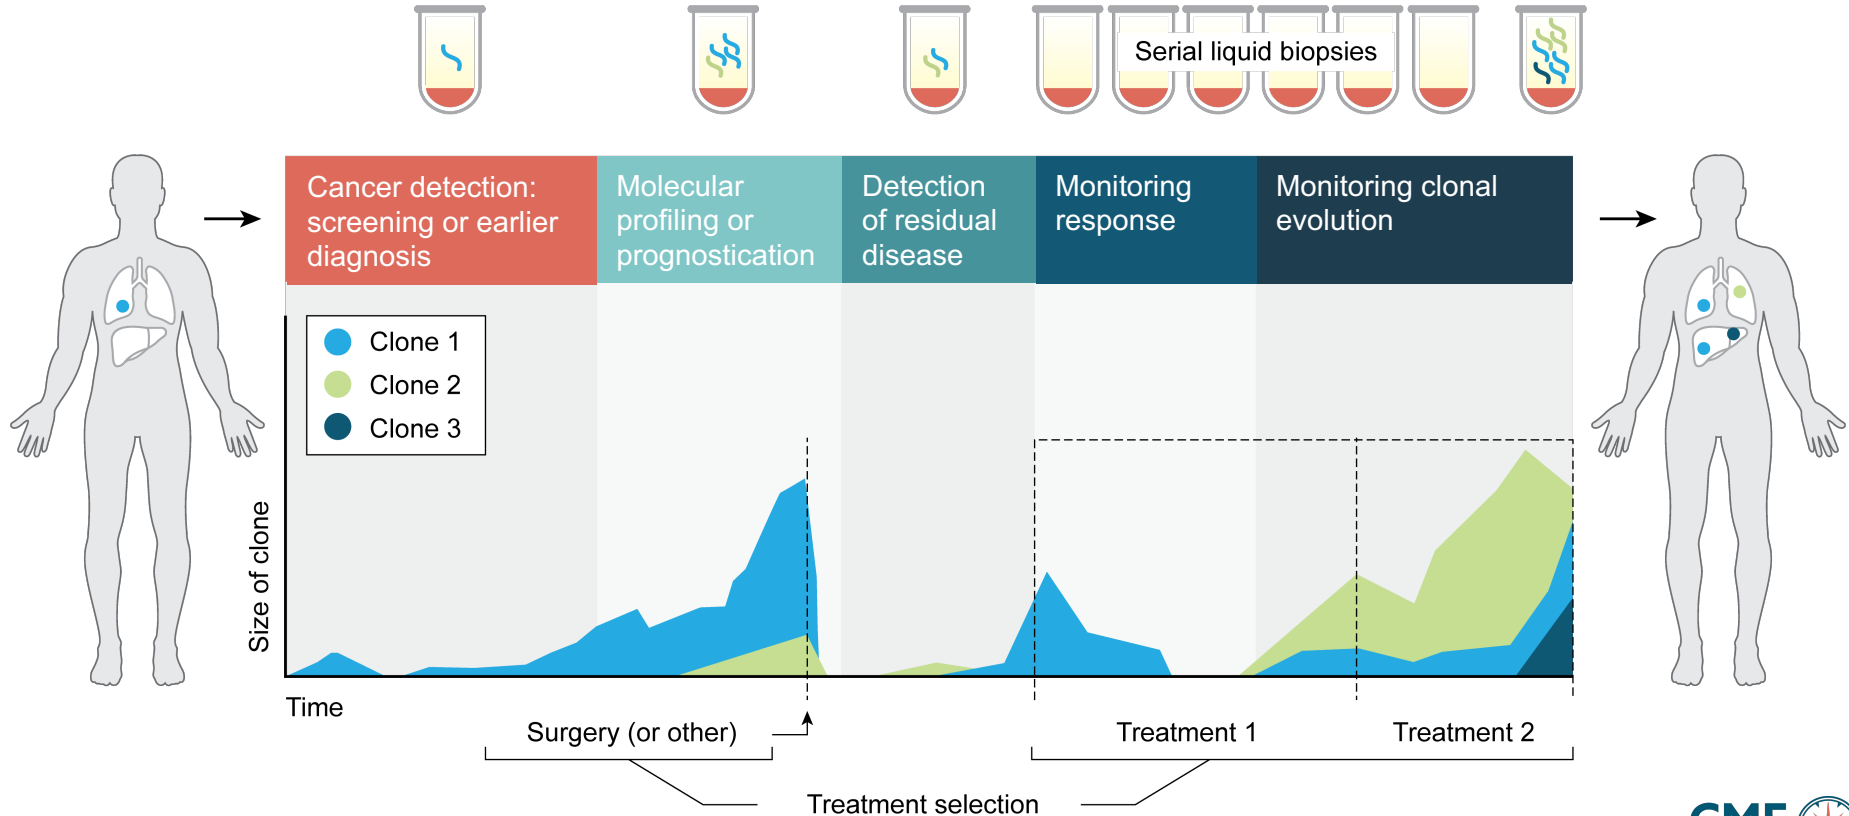 Serial liquid biopsies
Cancer detection:
screening or earlier
diagnosis
Molecular
profiling or
prognostication
Detection
of residual
disease
Monitoring
response
Monitoring clonal
evolution
Clone 1
Clone 2
Clone 3
Size of clone
Time
Surgery (or other)
Treatment 1
Treatment 2
Treatment selection